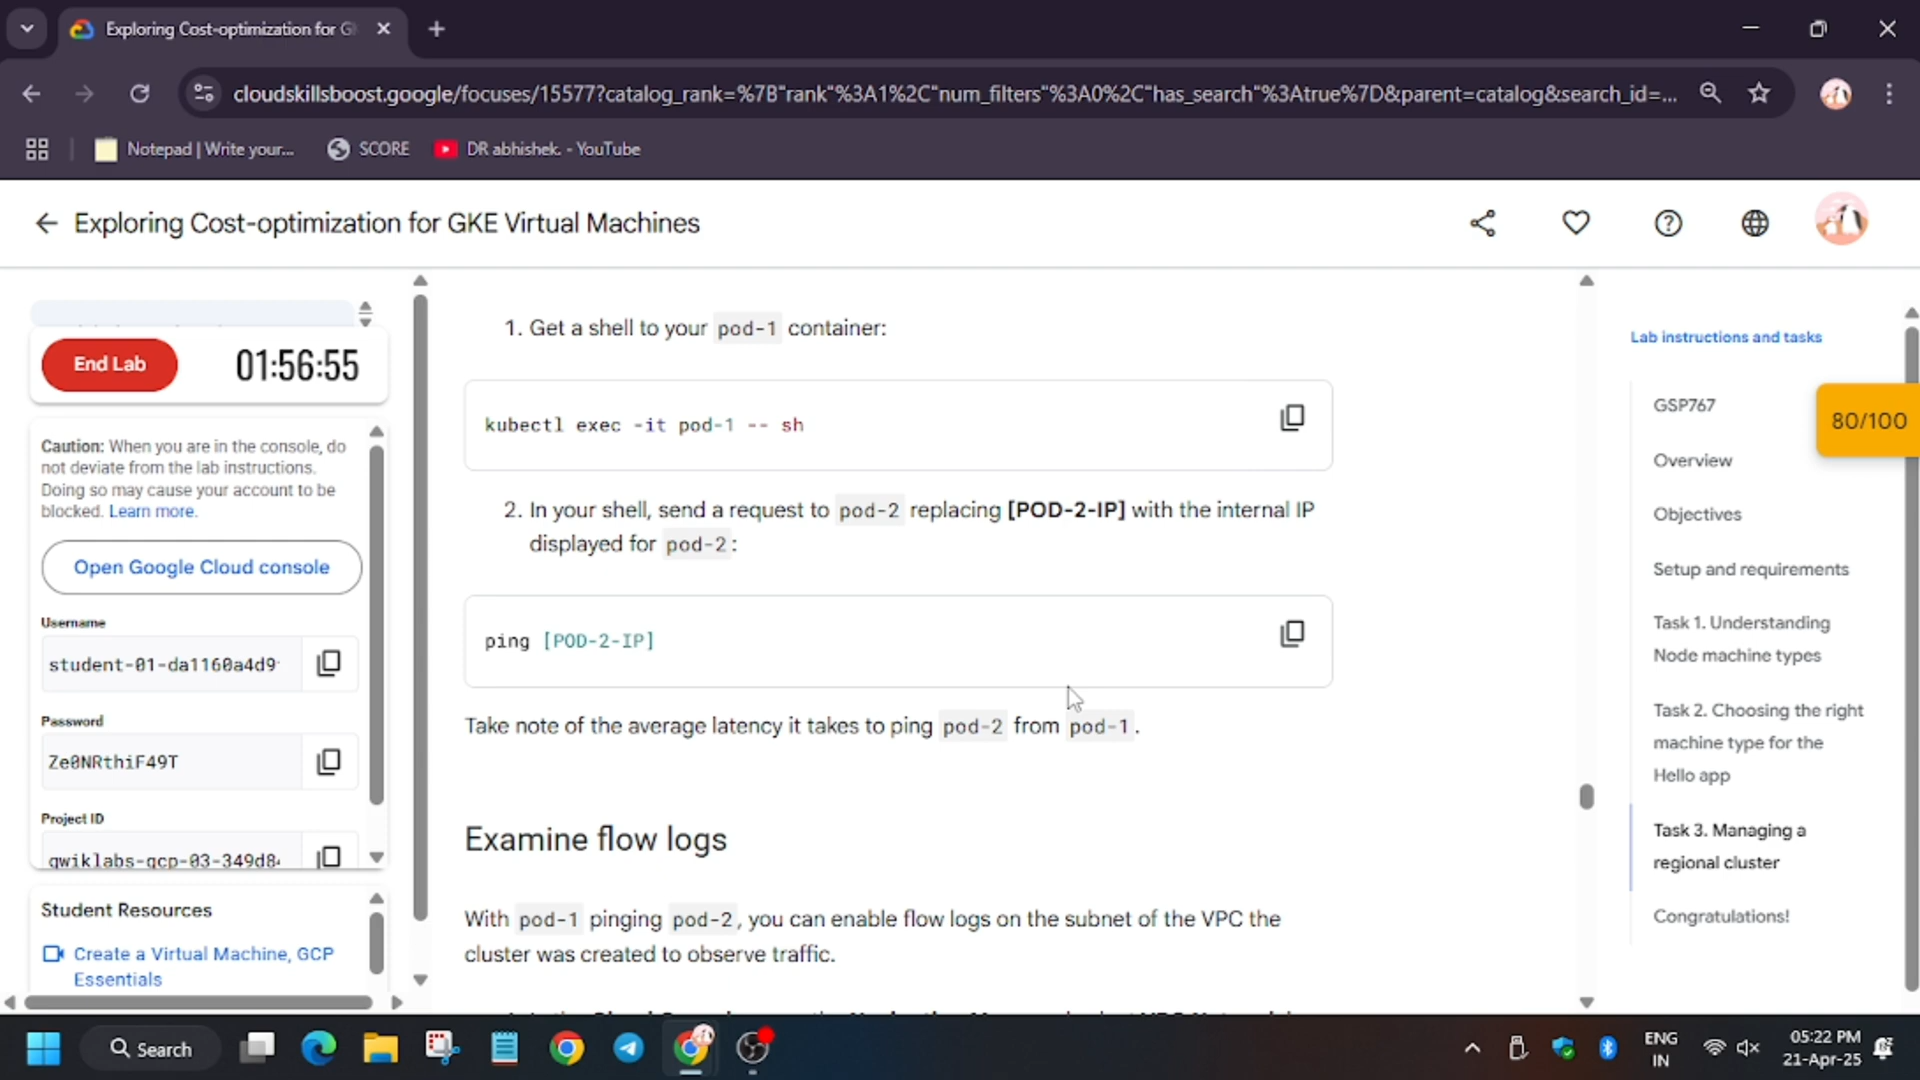 Exploring Cost-optimization for G
cloudskillsboost.google/focuses/15577?catalog_rank=%7B"rank"%3A1%2C"num_filters"%3A0%2C"has_search"%3Atrue%7D&parent=catalog&search_id=...
Notepad | Write your...
SCORE
DR abhishek. - YouTube
Exploring Cost-optimization for GKE Virtual Machines
End Lab
01:56:55
Caution: When you are in the console, do
not deviate from the lab instructions.
Doing so may cause your account to be
blocked. Learn more.
Open Google Cloud console
Username
student-01-da1160a4d9
Password
Ze0NRthiF49T
Project ID
qwiklabs-gcp-03-349d8
Student Resources
Create a Virtual Machine, GCP
Essentials
1. Get a shell to your pod-1 container:
kubectl exec -it pod-1 -- sh
2. In your shell, send a request to pod-2 replacing [POD-2-IP] with the internal IP
displayed for pod-2:
ping [POD-2-IP]
Take note of the average latency it takes to ping pod-2 from pod-1.
Examine flow logs
With pod-1 pinging pod-2, you can enable flow logs on the subnet of the VPC the
cluster was created to observe traffic.
Lab instructions and tasks
80/100
GSP767
Overview
Objectives
Setup and requirements
Task 1. Understanding
Node machine types
Task 2. Choosing the right
machine type for the
Hello app
Task 3. Managing a
regional cluster
Congratulations!
Search
ENG
IN
05:22 PM
21-Apr-25